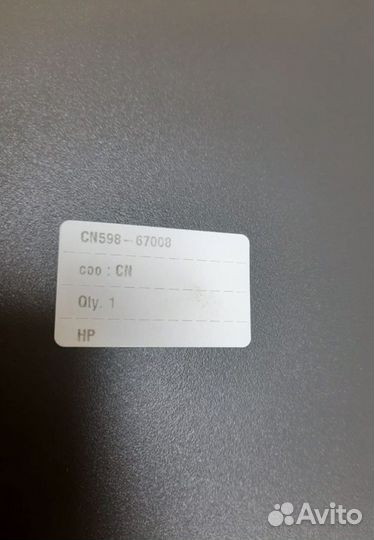 CN598-67008
coo : CN
Qty. 1
HP
Avito